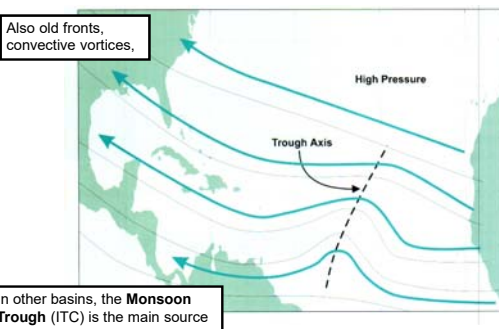 Also old fronts,
convective vortices,
High Pressure
Trough Axis
n other basins, the Monsoon
Trough (ITC) is the main source